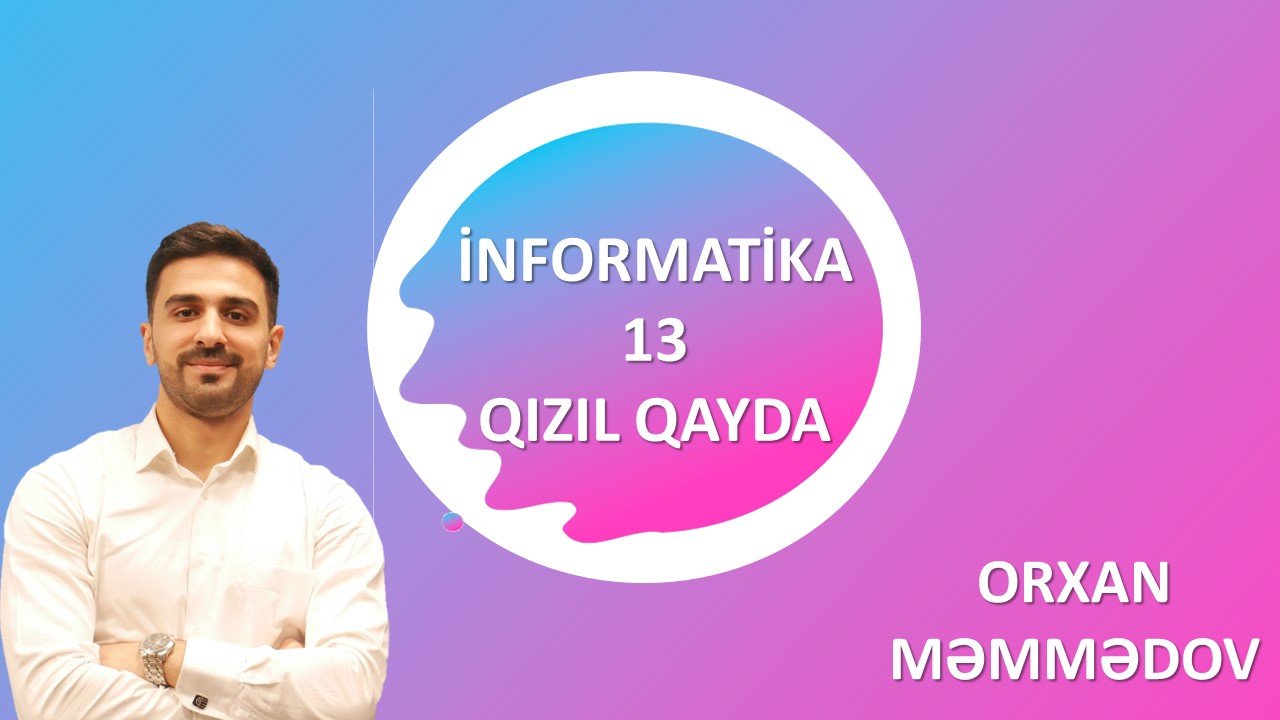 İNFORMATİKA
13
QIZIL QAYDA
ORXAN
MƏMMƏDOV